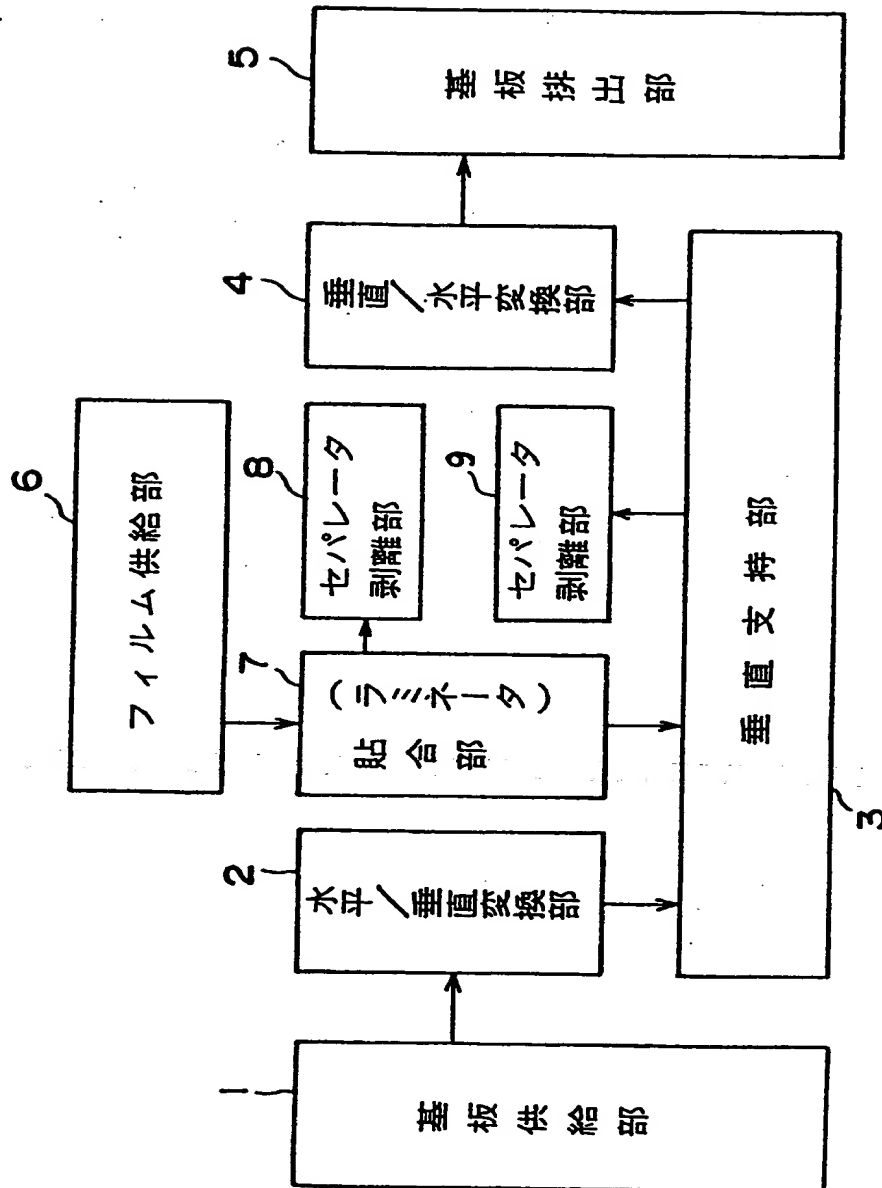 6
フィルム供給部
1
基板供給部
2
水平/垂直変換部
7
(ラミネータ)
貼合部
8
セパレータ
剥離部
9
セパレータ
剥離部
4
垂直/水平変換部
5
基板排出部
垂直支持部
3